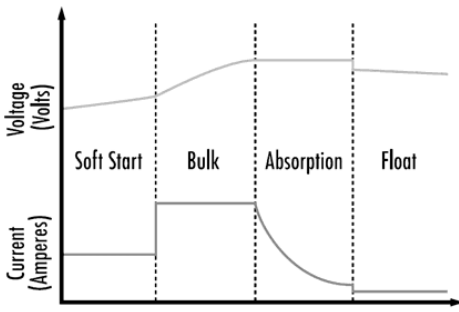 Voltage
(Volts)
Soft Start
Bulk
Absorption
Float
Current
(Amperes)